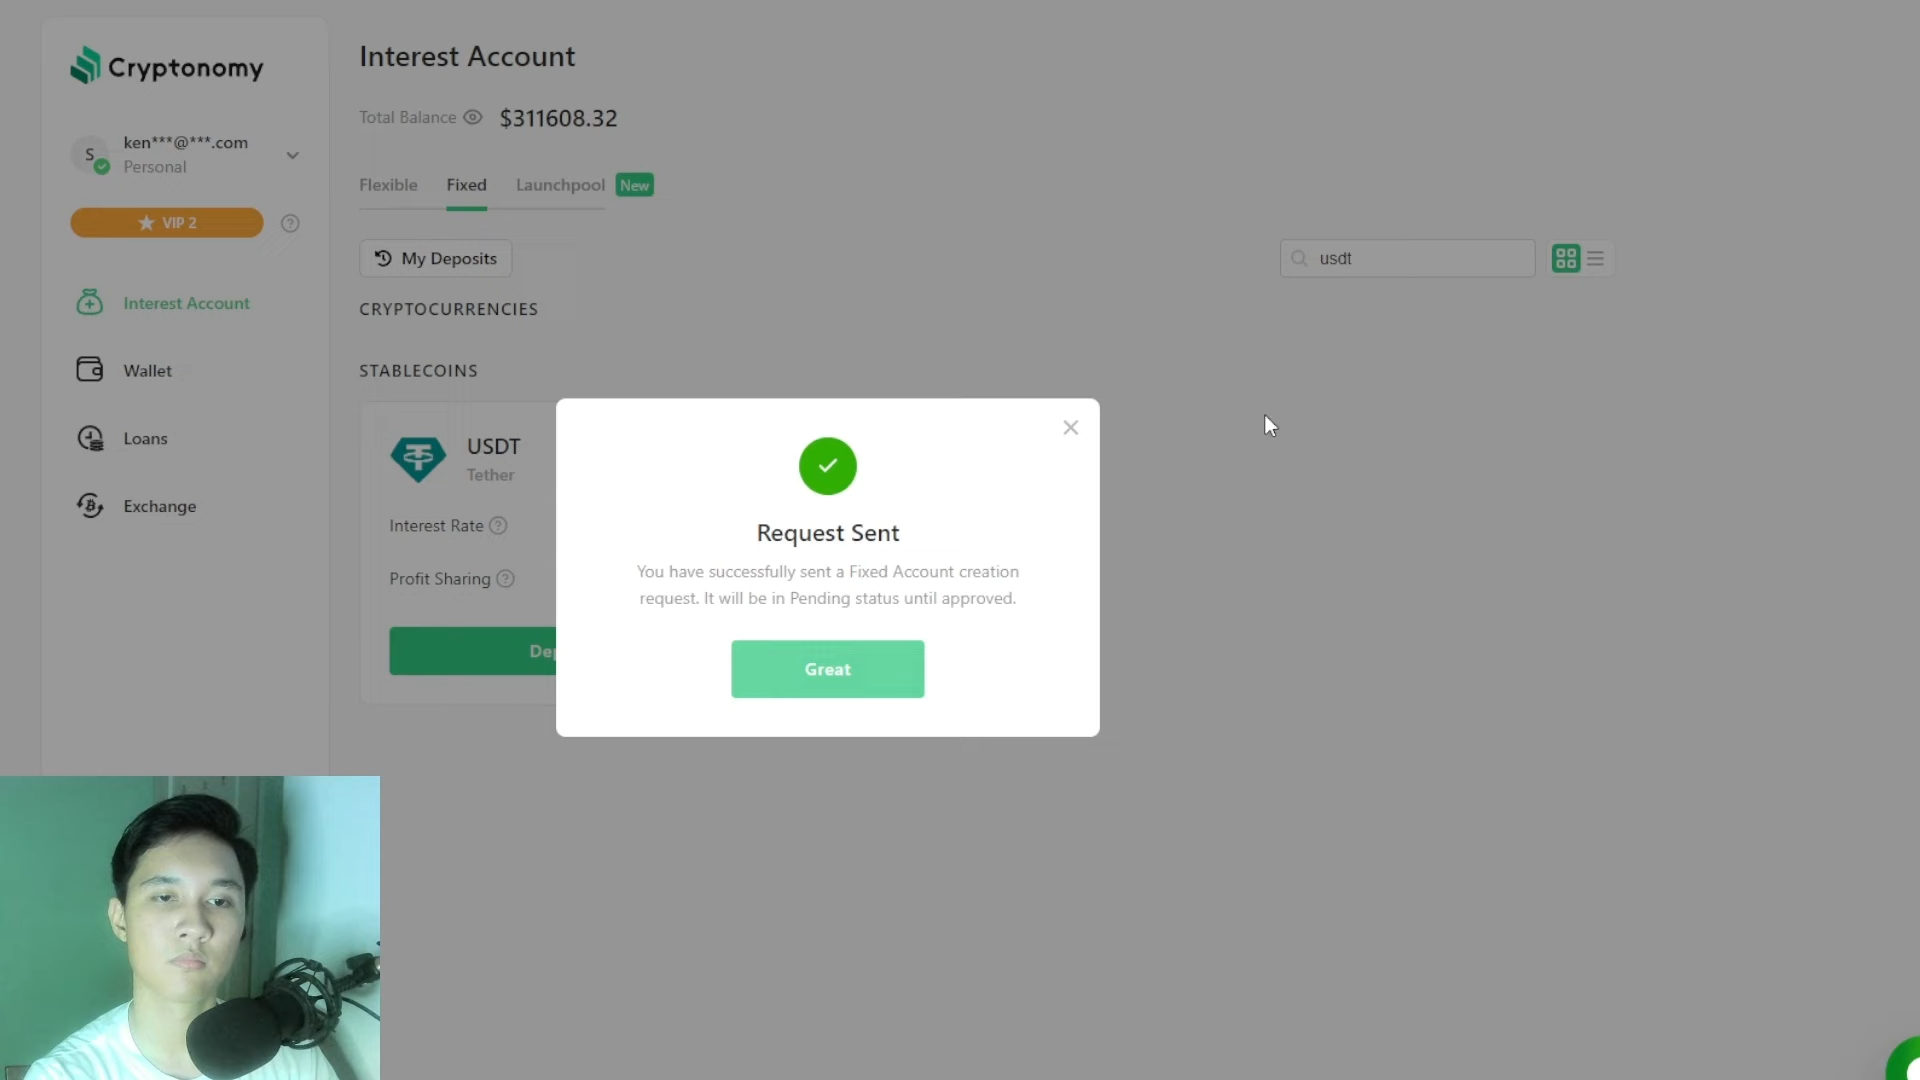 Cryptonomy
Interest Account
Total Balance $311608.32
S
ken***@***.com
Personal
Flexible Fixed Launchpool New
VIP 2 ?
My Deposits
usdt
CRYPTOCURRENCIES
Interest Account
STABLECOINS
Wallet
USDT
Tether
Loans
Interest Rate ?
Exchange
Profit Sharing ?
Request Sent
You have successfully sent a Fixed Account creation
request. It will be in Pending status until approved.
Great